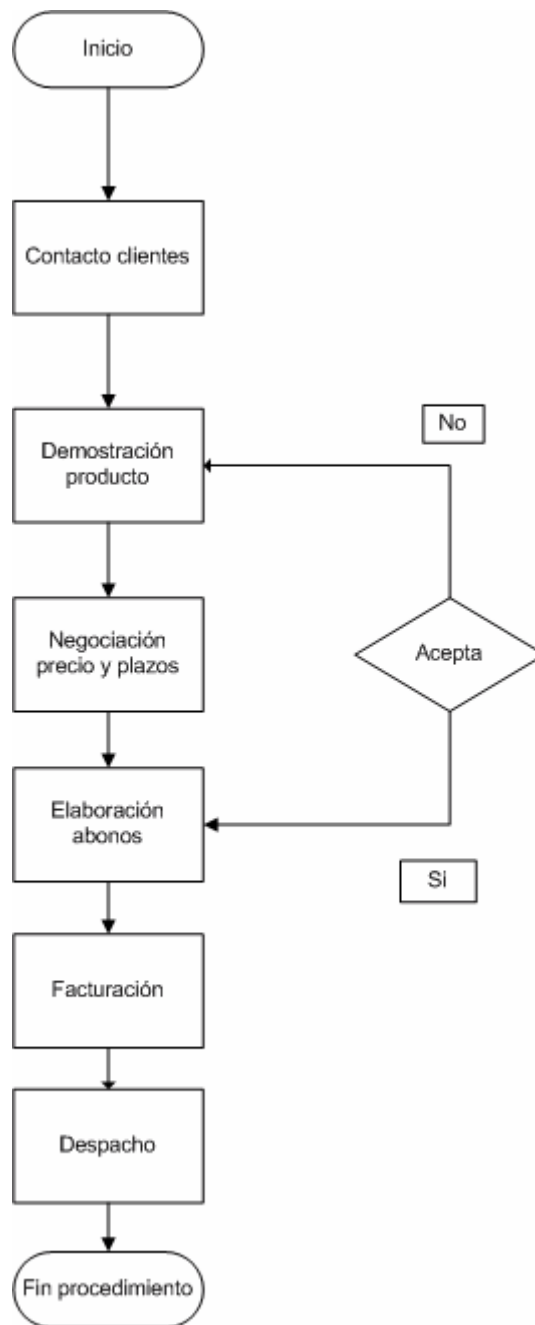 Inicio
Contacto clientes
Demostración
producto
No
Negociación
precio y plazos
Acepta
Elaboración
abonos
Si
Facturación
Despacho
Fin procedimiento